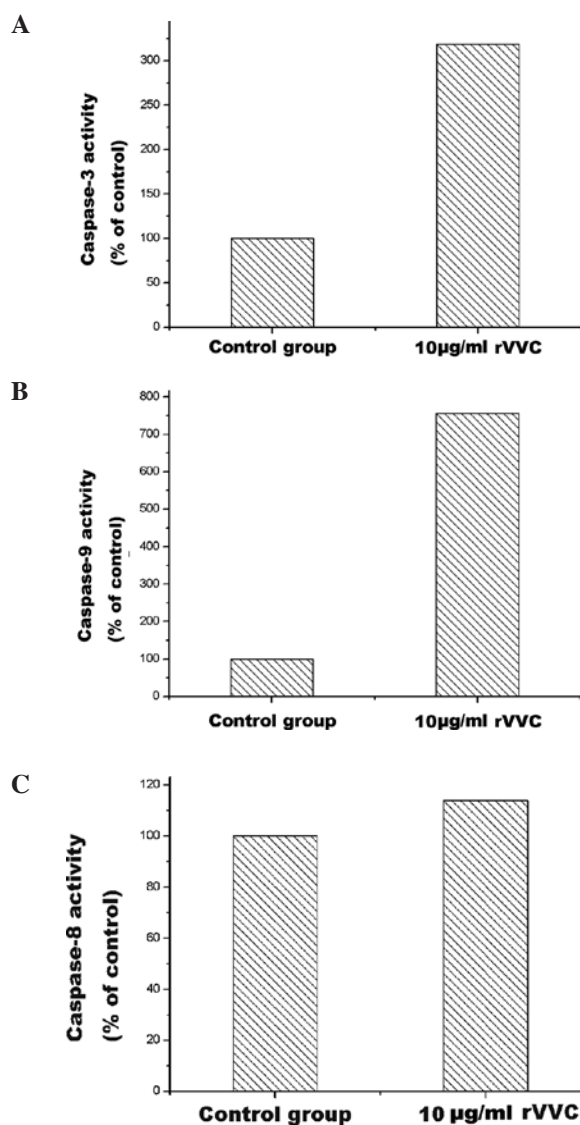 A
Caspase-3 activity
(% of control)
300
250
200
150
100
50
0
Control group
10µg/ml rVVC
B
Caspase-9 activity
(% of control)
800
700
600
500
400
300
200
100
0
Control group
10µg/ml rVVC
C
Caspase-8 activity
(% of control)
120
100
80
60
40
20
0
Control group
10 µg/ml rVVC